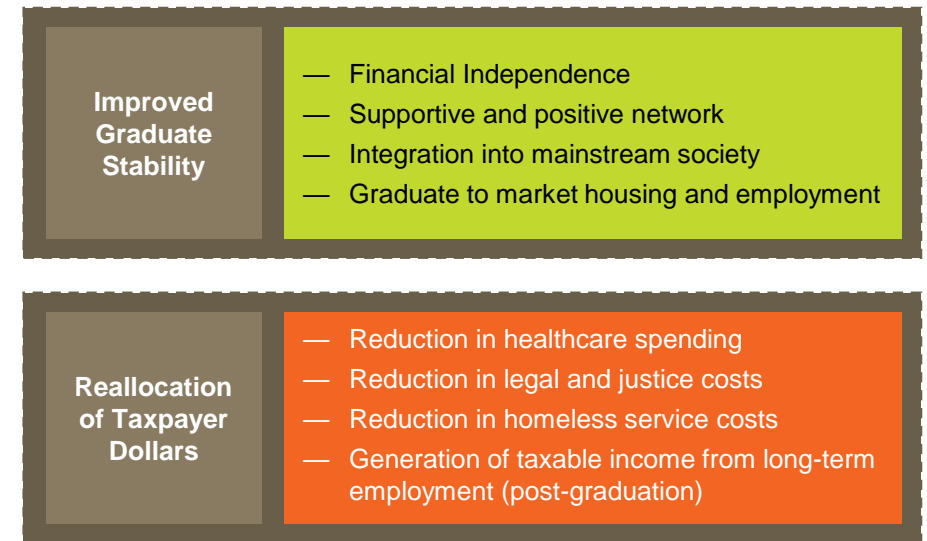 Improved
Graduate
Stability
— Financial Independence
— Supportive and positive network
— Integration into mainstream society
— Graduate to market housing and employment
Reallocation
of Taxpayer
Dollars
— Reduction in healthcare spending
— Reduction in legal and justice costs
— Reduction in homeless service costs
— Generation of taxable income from long-term
employment (post-graduation)